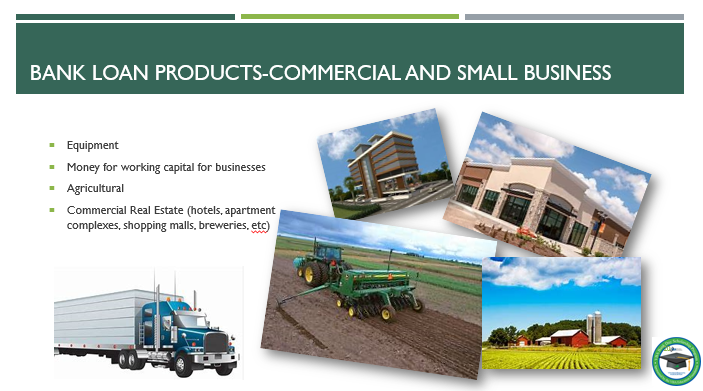 BANK LOAN PRODUCTS-COMMERCIAL AND SMALL BUSINESS
Equipment
Money for working capital for businesses
Agricultural
Commercial Real Estate (hotels, apartment
complexes, shopping malls, breweries, etc)